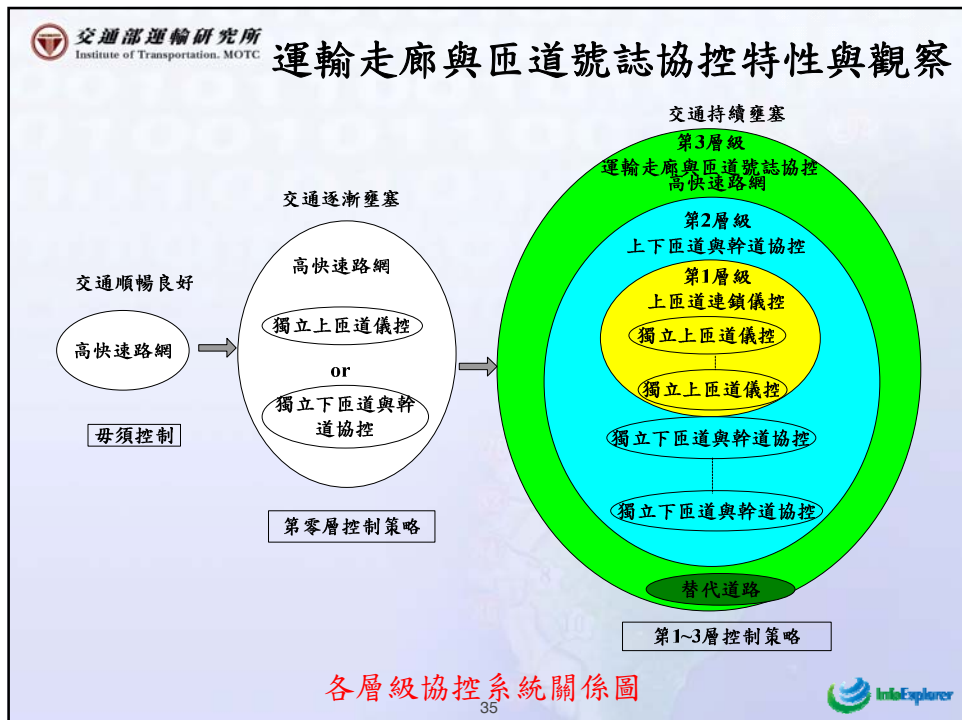 交通部運輸研究所
Institute of Transportation. MOTC
運輸走廊與匝道號誌協控特性與觀察
交通順暢良好
高快速路網
毋須控制
交通逐漸壅塞
高快速路網
獨立上匝道儀控
or
獨立下匝道與幹
道協控
第零層控制策略
交通持續壅塞
第3層級
運輸走廊與匝道號誌協控
高快速路網
第2層級
上下匝道與幹道協控
第1層級
上匝道連鎖儀控
獨立上匝道儀控
獨立上匝道儀控
獨立下匝道與幹道協控
獨立下匝道與幹道協控
替代道路
第1~3層控制策略
各層級協控系統關係圖
35
InfoExplorer